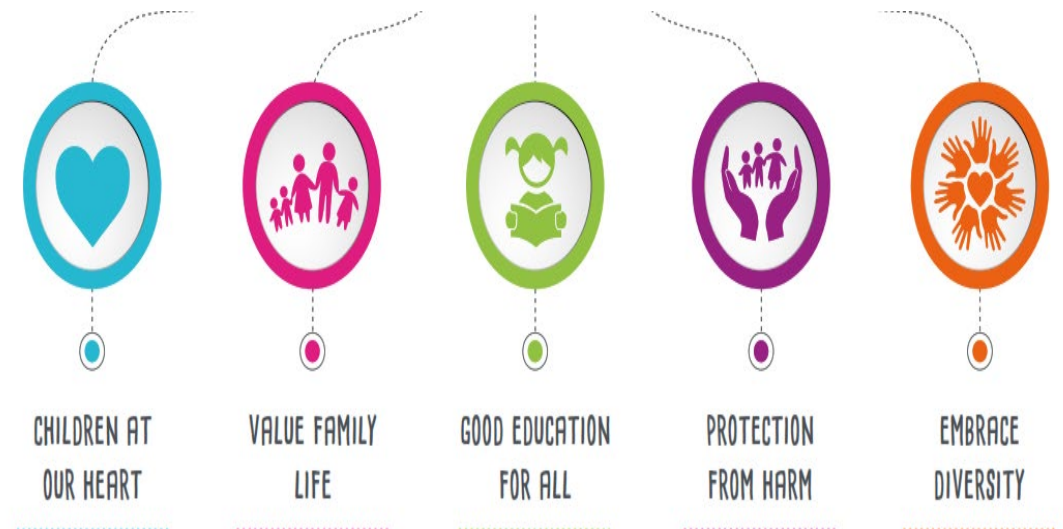 CHILDREN AT
OUR HEART
VALUE FAMILY
LIFE
GOOD EDUCATION
FOR ALL
PROTECTION
FROM HARM
EMBRACE
DIVERSITY